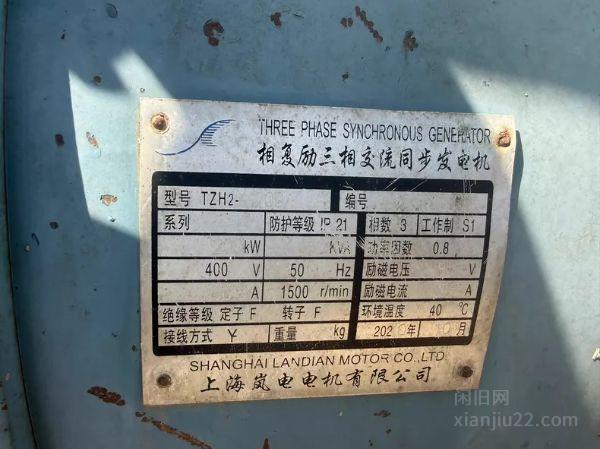 THREE PHASE SYNCHRONOUS GENERATOR
相复励三相交流同步发电机
型号 TZH2- 编号
系列 防护等级 IP 21 相数 3 工作制 S1
kW KVA 功率因数 0.8
400 V 50 Hz 励磁电压 V
A 1500 r/min 励磁电流 A
绝缘等级 定子 F 转子 F 环境温度 40 ℃
接线方式 Y 重量 kg 202 年 月
SHANGHAI LANDIAN MOTOR CO., LTD.
上海岚电电机有限公司
闲旧网
xianjiu22.com